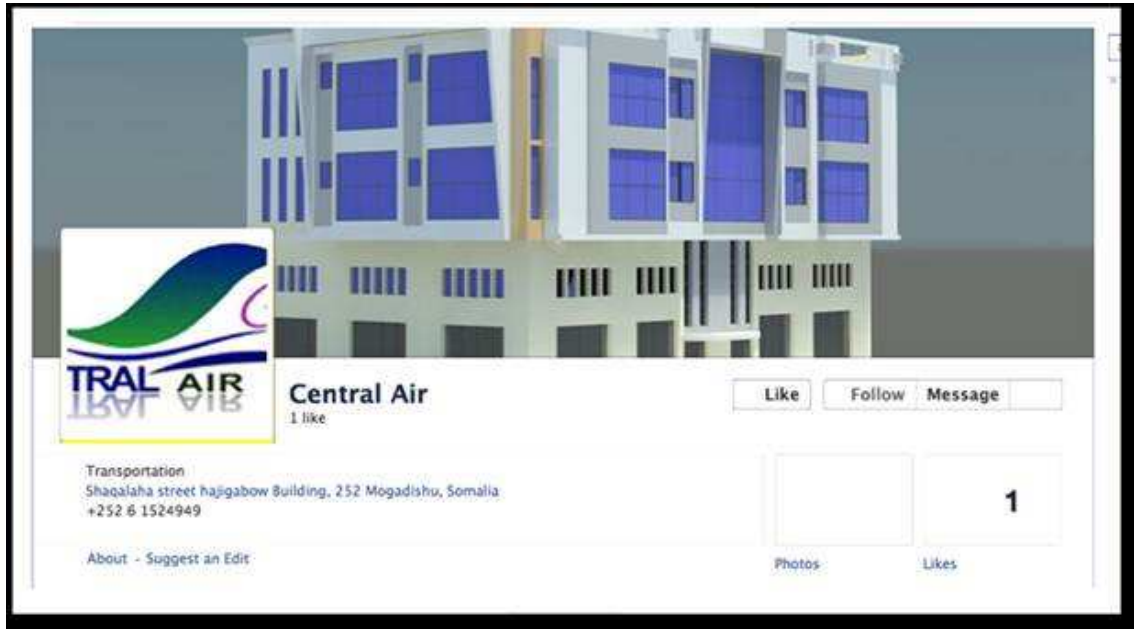 TRAL AIR
Central Air
1 like
Like
Follow
Message
Transportation
Shaqalaha street hajigabow Building, 252 Mogadishu, Somalia
+252 6 1524949
1
About - Suggest an Edit
Photos
Likes